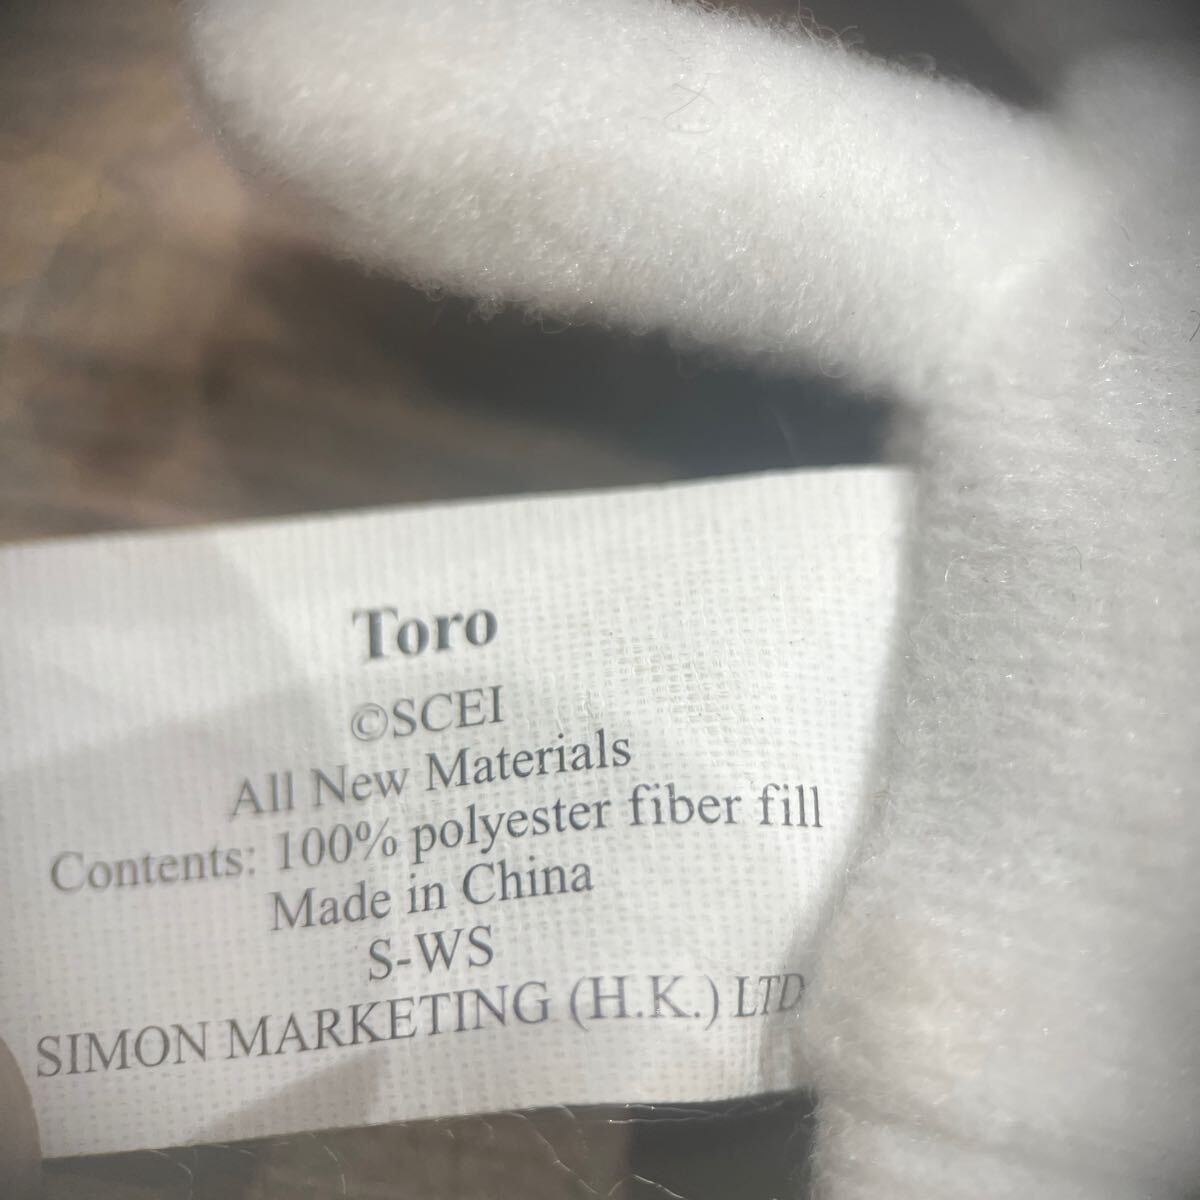 Toro
©SCEI
All New Materials
Contents: 100% polyester fiber fill
Made in China
S-WS
SIMON MARKETING (H.K.) LTD